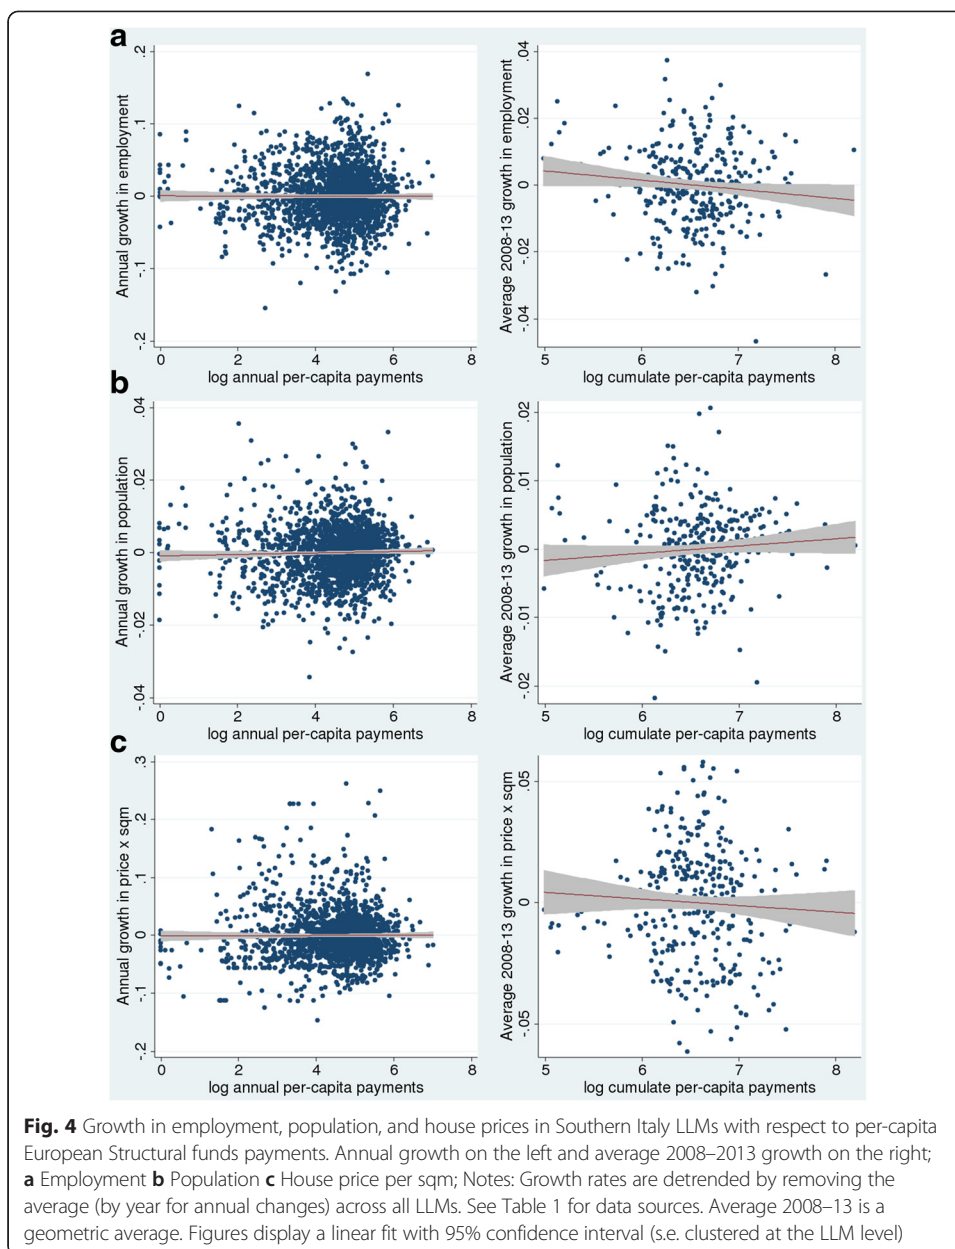 a
.2
.1
0
-.1
-.2
Annual growth in employment
0 2 4 6 8
log annual per-capita payments
.04
.02
0
-.02
-.04
Average 2008-13 growth in employment
5 6 7 8
log cumulate per-capita payments
b
.04
.02
0
-.02
-.04
Annual growth in population
0 2 4 6 8
log annual per-capita payments
.02
.01
0
-.01
-.02
Average 2008-13 growth in population
5 6 7 8
log cumulate per-capita payments
c
.3
.2
.1
0
-.1
-.2
Annual growth in price x sqm
0 2 4 6 8
log annual per-capita payments
.05
0
-.05
Average 2008-13 growth in price x sqm
5 6 7 8
log cumulate per-capita payments
Fig. 4 Growth in employment, population, and house prices in Southern Italy LLMs with respect to per-capita
European Structural funds payments. Annual growth on the left and average 2008–2013 growth on the right;
a Employment b Population c House price per sqm; Notes: Growth rates are detrended by removing the
average (by year for annual changes) across all LLMs. See Table 1 for data sources. Average 2008–13 is a
geometric average. Figures display a linear fit with 95% confidence interval (s.e. clustered at the LLM level)